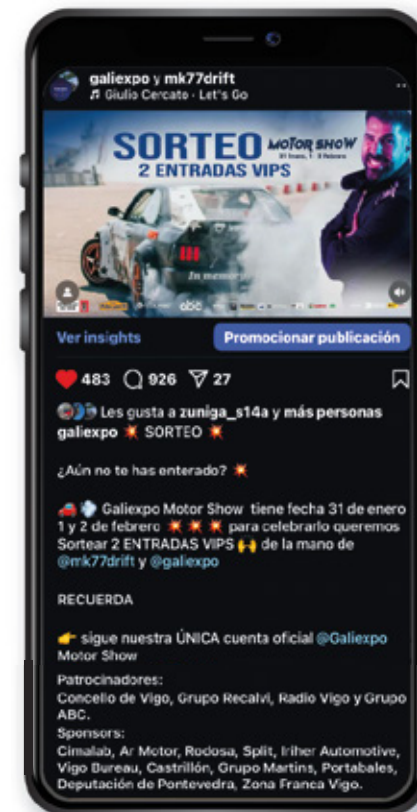 galiexpo y mk77drift
Giulio Cercato · Let's Go
SORTEO
2 ENTRADAS VIPS
MOTOR SHOW
In memory
abc
Ver insights
Promocionar publicación
483 926 27
Les gusta a zuniga_s14a y más personas
galiexpo 💥 SORTEO 💥
¿Aún no te has enterado? 💥
🚗 💨 Galiexpo Motor Show tiene fecha 31 de enero
1 y 2 de febrero 💥 💥 💥 para celebrarlo queremos
Sortear 2 ENTRADAS VIPS 🙌 de la mano de
@mk77drift y @galiexpo
RECUERDA
👉 sigue nuestra ÚNICA cuenta oficial @Galiexpo
Motor Show
Patrocinadores:
Concello de Vigo, Grupo Recalvi, Radio Vigo y Grupo
ABC.
Sponsors:
Cimalab, Ar Motor, Rodosa, Split, Iriher Automotive,
Vigo Bureau, Castrillón, Grupo Martins, Portabales,
Deputación de Pontevedra, Zona Franca Vigo.